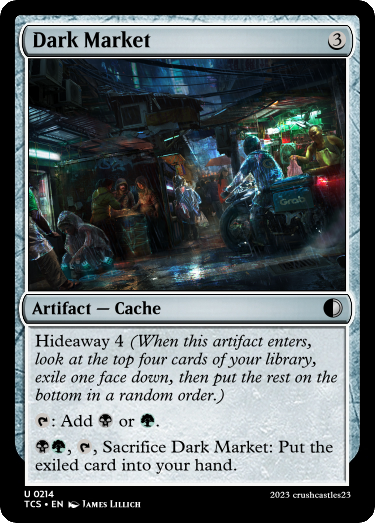 Dark Market 3
Grab
Artifact — Cache
Hideaway 4 (When this artifact enters,
look at the top four cards of your library,
exile one face down, then put the rest on the
bottom in a random order.)
: Add or .
, , Sacrifice Dark Market: Put the
exiled card into your hand.
U 0214
TCS • EN James Lillich
2023 crushcastles23